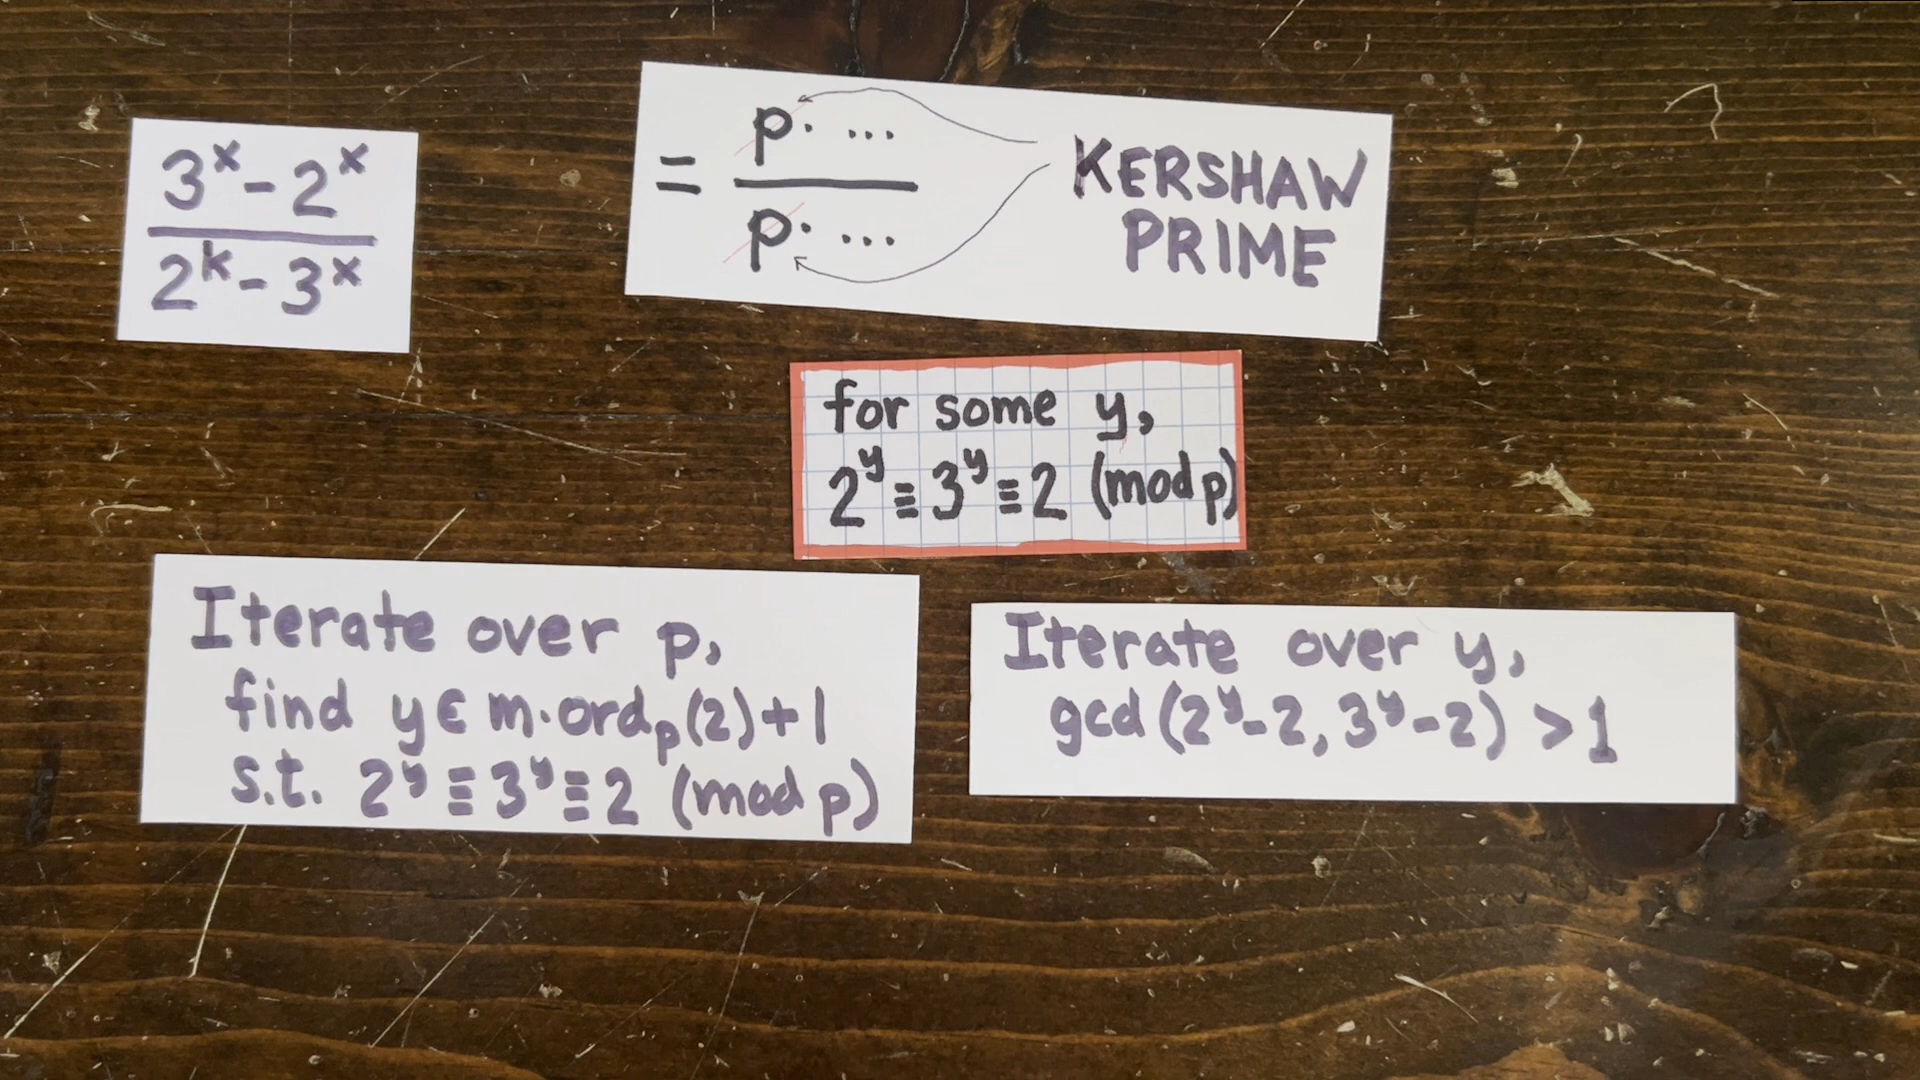 3^x - 2^x
2^k - 3^x
= p· ...
p· ...
KERSHAW
PRIME
for some y,
2^y ≡ 3^y ≡ 2 (mod p)
Iterate over p,
find y ∈ m·ord_p(2)+1
s.t. 2^y ≡ 3^y ≡ 2 (mod p)
Iterate over y,
gcd(2^y-2, 3^y-2) > 1